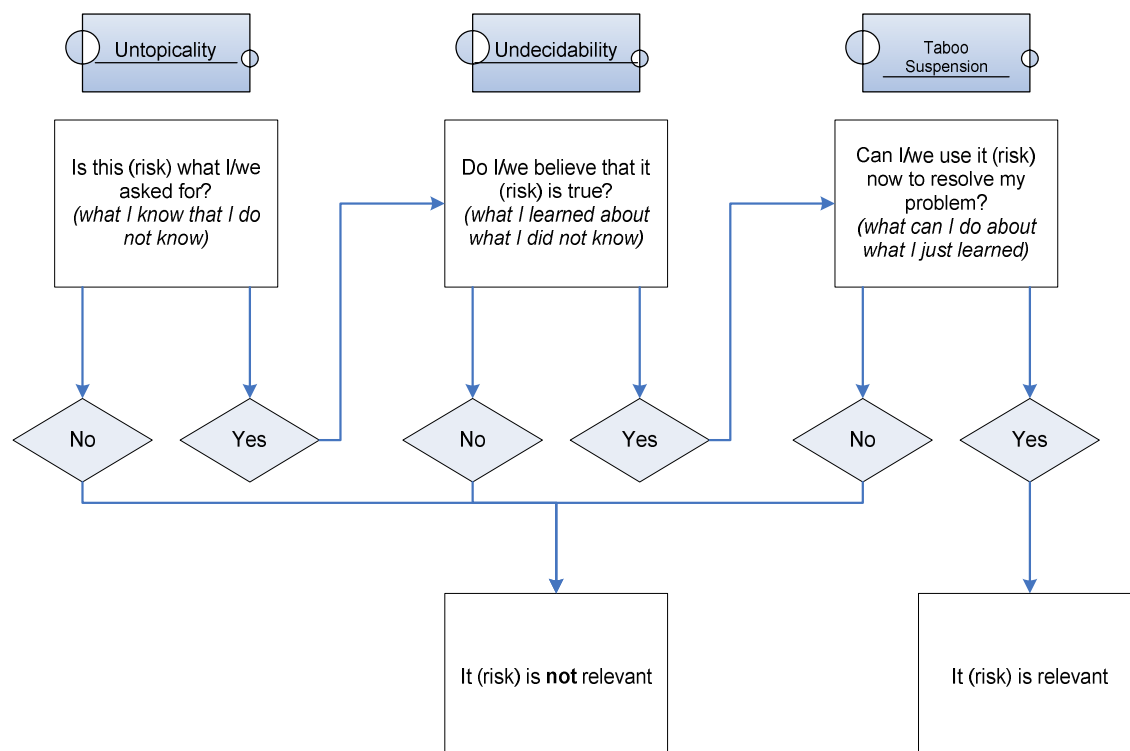 Untopicality
Undecidability
Taboo
Suspension
Is this (risk) what I/we
asked for?
(what I know that I do
not know)
Do I/we believe that it
(risk) is true?
(what I learned about
what I did not know)
Can I/we use it (risk)
now to resolve my
problem?
(what can I do about
what I just learned)
No
Yes
No
Yes
No
Yes
It (risk) is not relevant
It (risk) is relevant